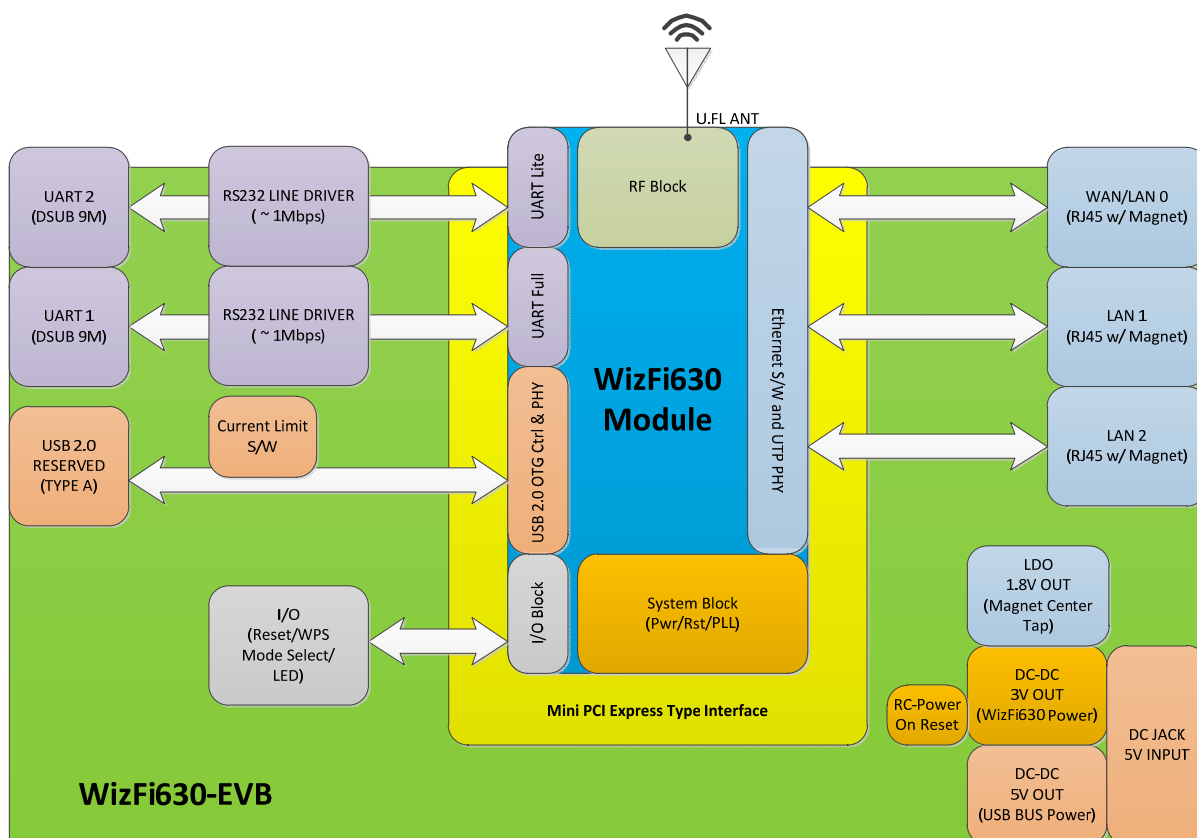 U.FL ANT
UART 2
(DSUB 9M)
RS232 LINE DRIVER
( ~ 1Mbps)
UART Lite
RF Block
WAN/LAN 0
(RJ45 w/ Magnet)
UART 1
(DSUB 9M)
RS232 LINE DRIVER
( ~ 1Mbps)
UART Full
Ethernet S/W and UTP PHY
LAN 1
(RJ45 w/ Magnet)
WizFi630
Module
USB 2.0
RESERVED
(TYPE A)
Current Limit
S/W
USB 2.0 OTG Ctrl & PHY
LAN 2
(RJ45 w/ Magnet)
I/O
(Reset/WPS
Mode Select/
LED)
I/O Block
System Block
(Pwr/Rst/PLL)
LDO
1.8V OUT
(Magnet Center
Tap)
Mini PCI Express Type Interface
RC-Power
On Reset
DC-DC
3V OUT
(WizFi630 Power)
DC JACK
5V INPUT
DC-DC
5V OUT
(USB BUS Power)
WizFi630-EVB